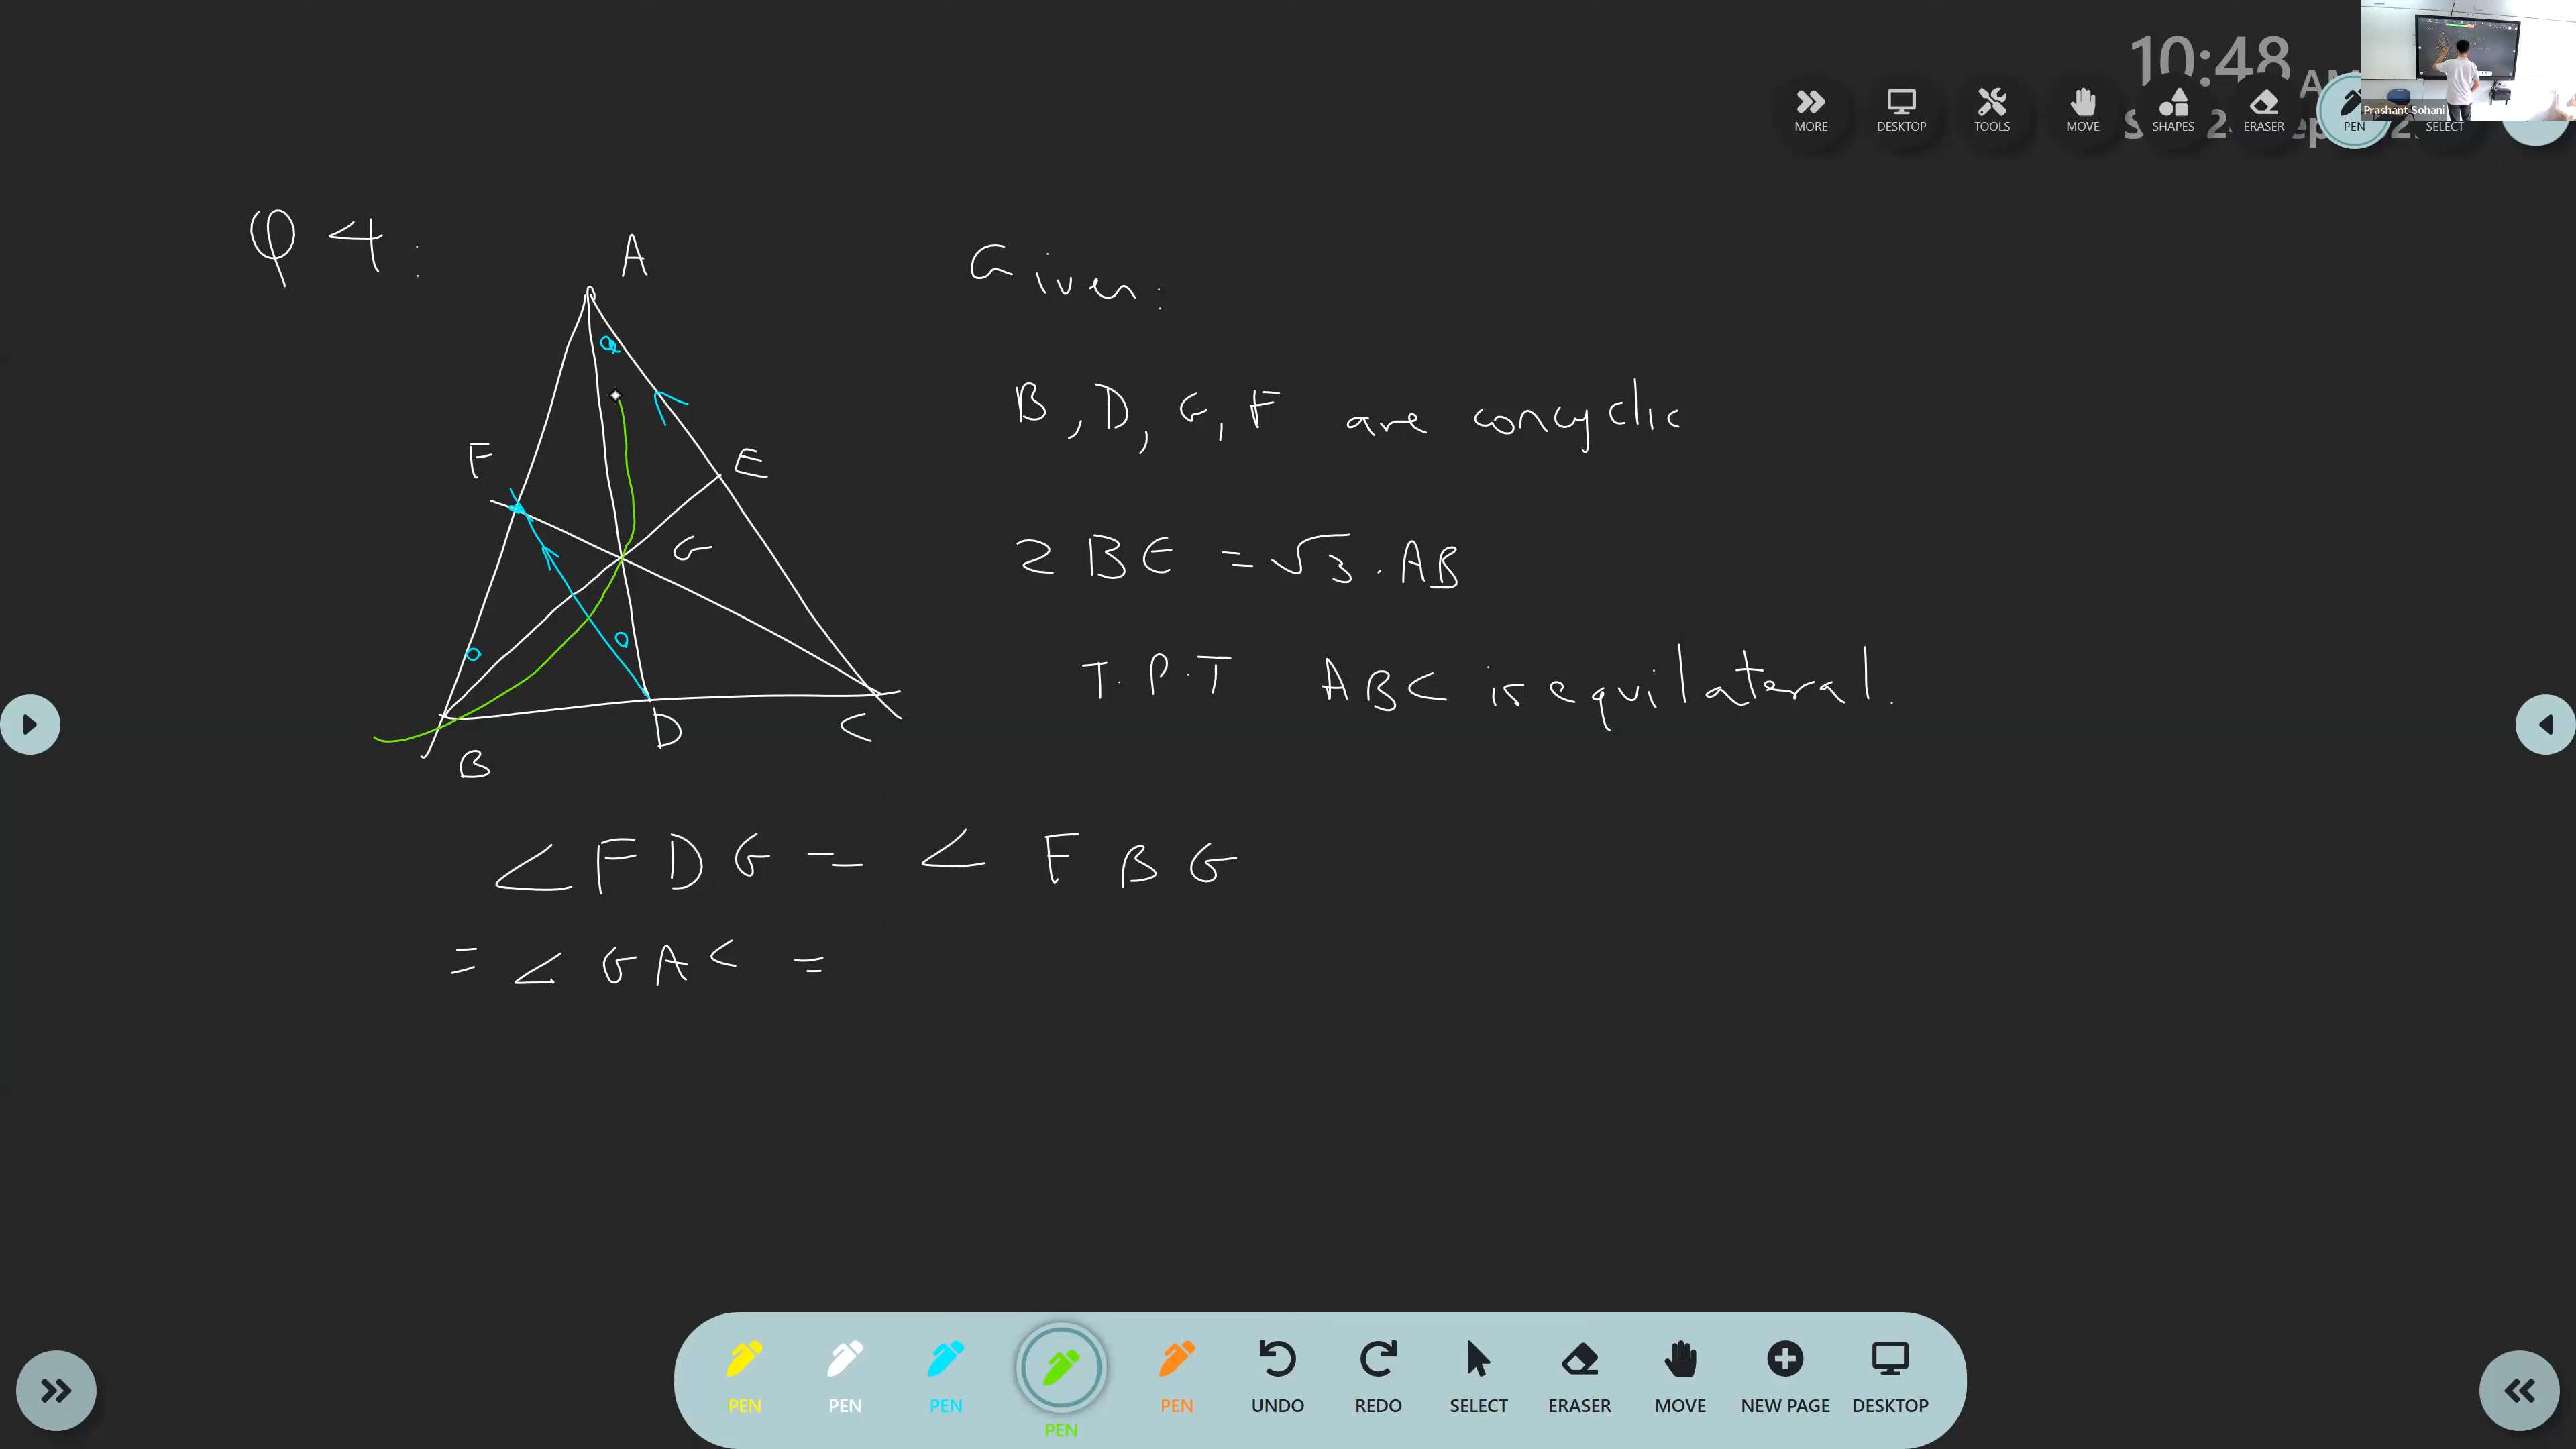 10:48 AM
Prashant Sohani
MORE DESKTOP TOOLS MOVE SHAPES ERASER PEN SELECT
Q 4:
A
F
E
G
B
D
C
Given:
B, D, G, F are concyclic
2 BE = √3 . AB
T.P.T ABC is equilateral.
∠FDG = ∠FBG
= ∠GAC =
PEN PEN PEN PEN PEN UNDO REDO SELECT ERASER MOVE NEW PAGE DESKTOP